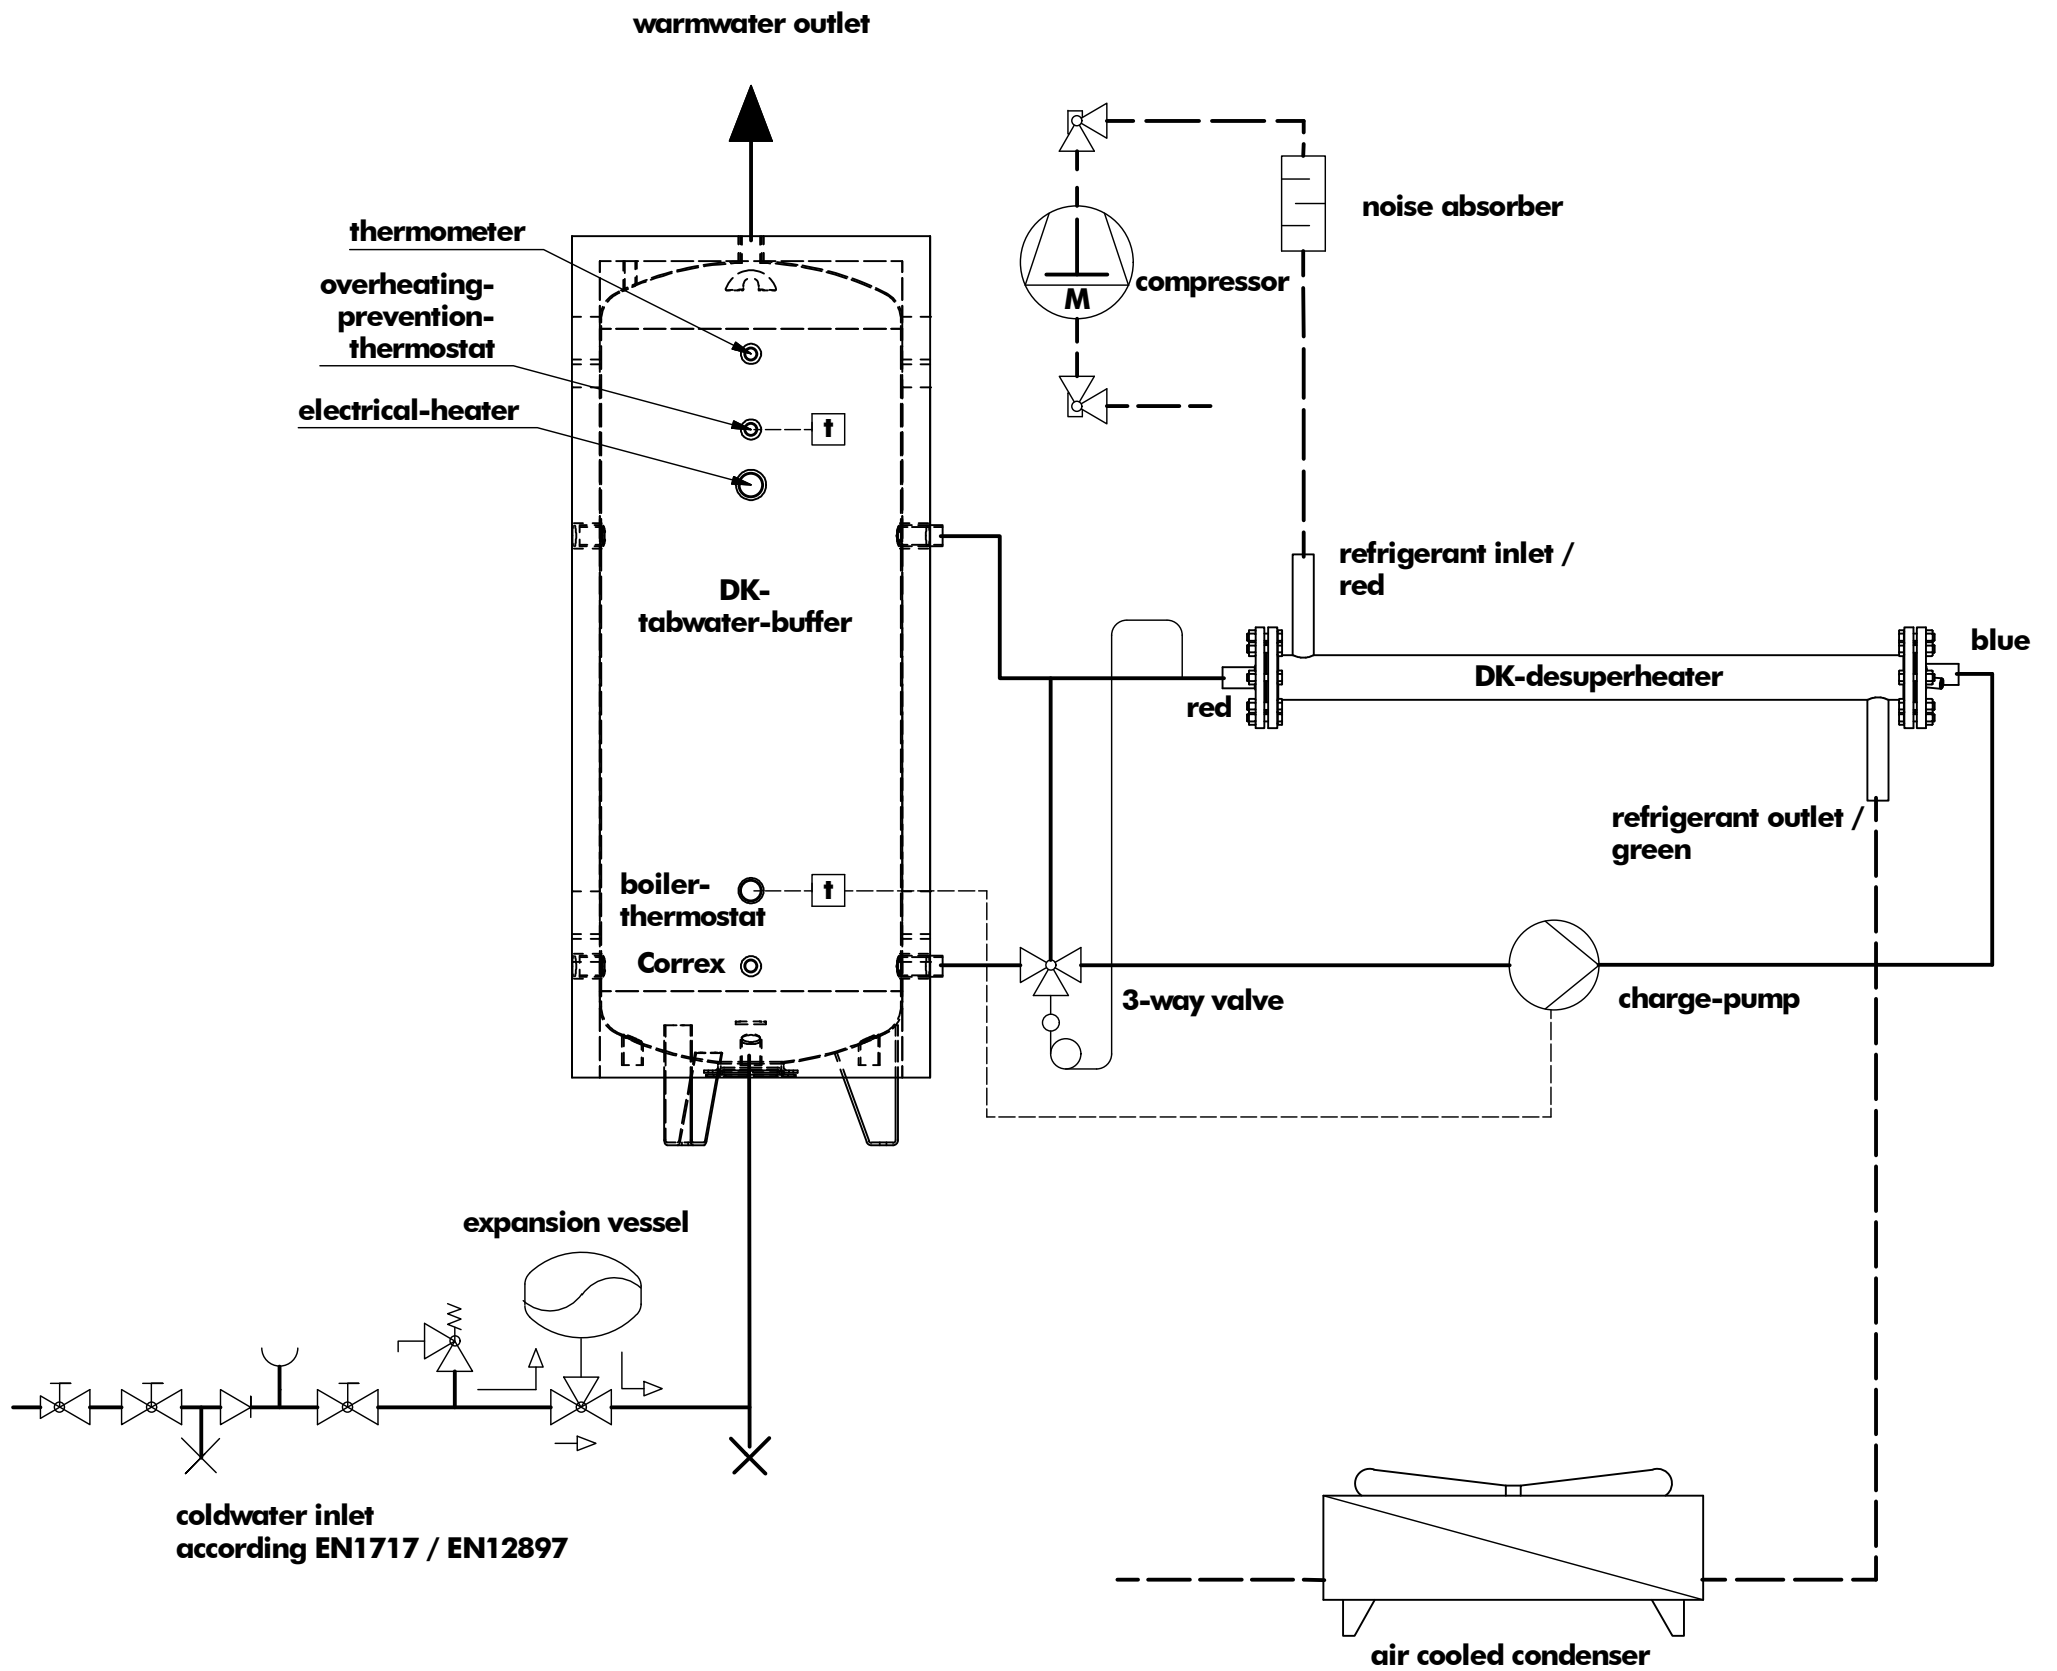 warmwater outlet
thermometer
overheating-
prevention-
thermostat
electrical-heater
t
noise absorber
compressor
M
DK-
tabwater-buffer
refrigerant inlet /
red
blue
DK-desuperheater
red
refrigerant outlet /
green
boiler-
thermostat
t
Correx
3-way valve
charge-pump
expansion vessel
coldwater inlet
according EN1717 / EN12897
air cooled condenser